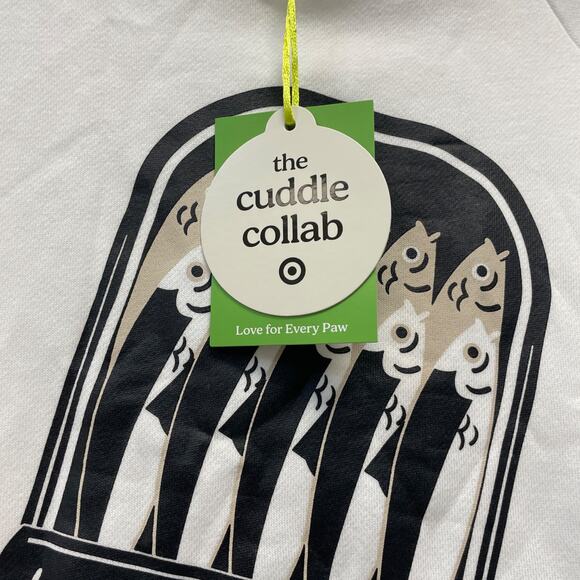 the
cuddle
collab
Love for Every Paw